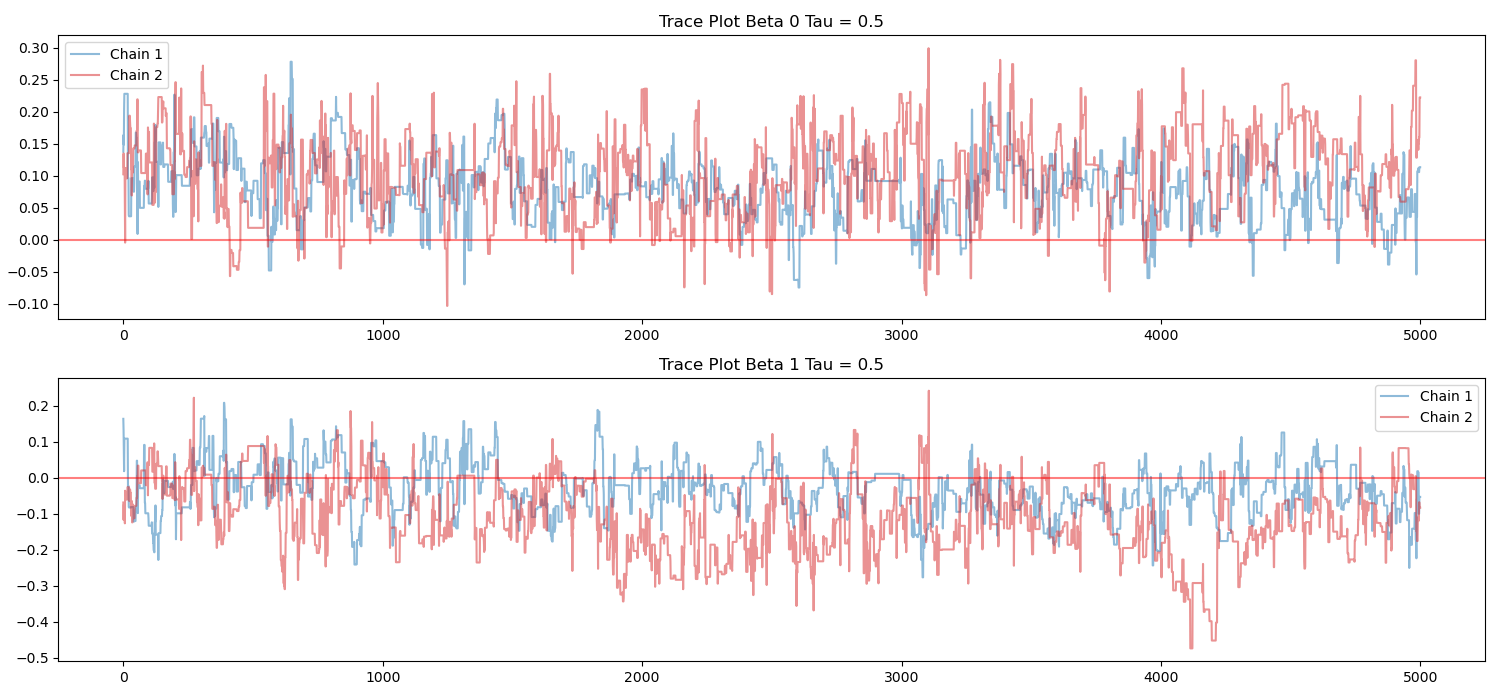 Trace Plot Beta 0 Tau = 0.5
0.30
0.25
0.20
0.15
0.10
0.05
0.00
−0.05
−0.10
Chain 1
Chain 2
0 1000 2000 3000 4000 5000
Trace Plot Beta 1 Tau = 0.5
0.2
0.1
0.0
−0.1
−0.2
−0.3
−0.4
−0.5
Chain 1
Chain 2
0 1000 2000 3000 4000 5000